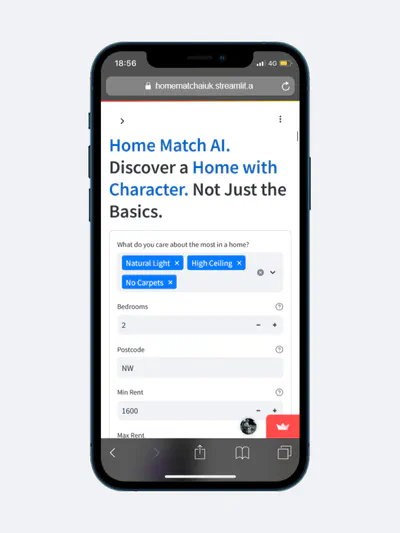 18:56
4G
homematchaiuk.streamlit.a
Home Match AI.
Discover a Home with
Character. Not Just the
Basics.
What do you care about the most in a home?
Natural Light ×
High Ceiling ×
No Carpets ×
Bedrooms
2
Postcode
NW
Min Rent
1600
Max Rent